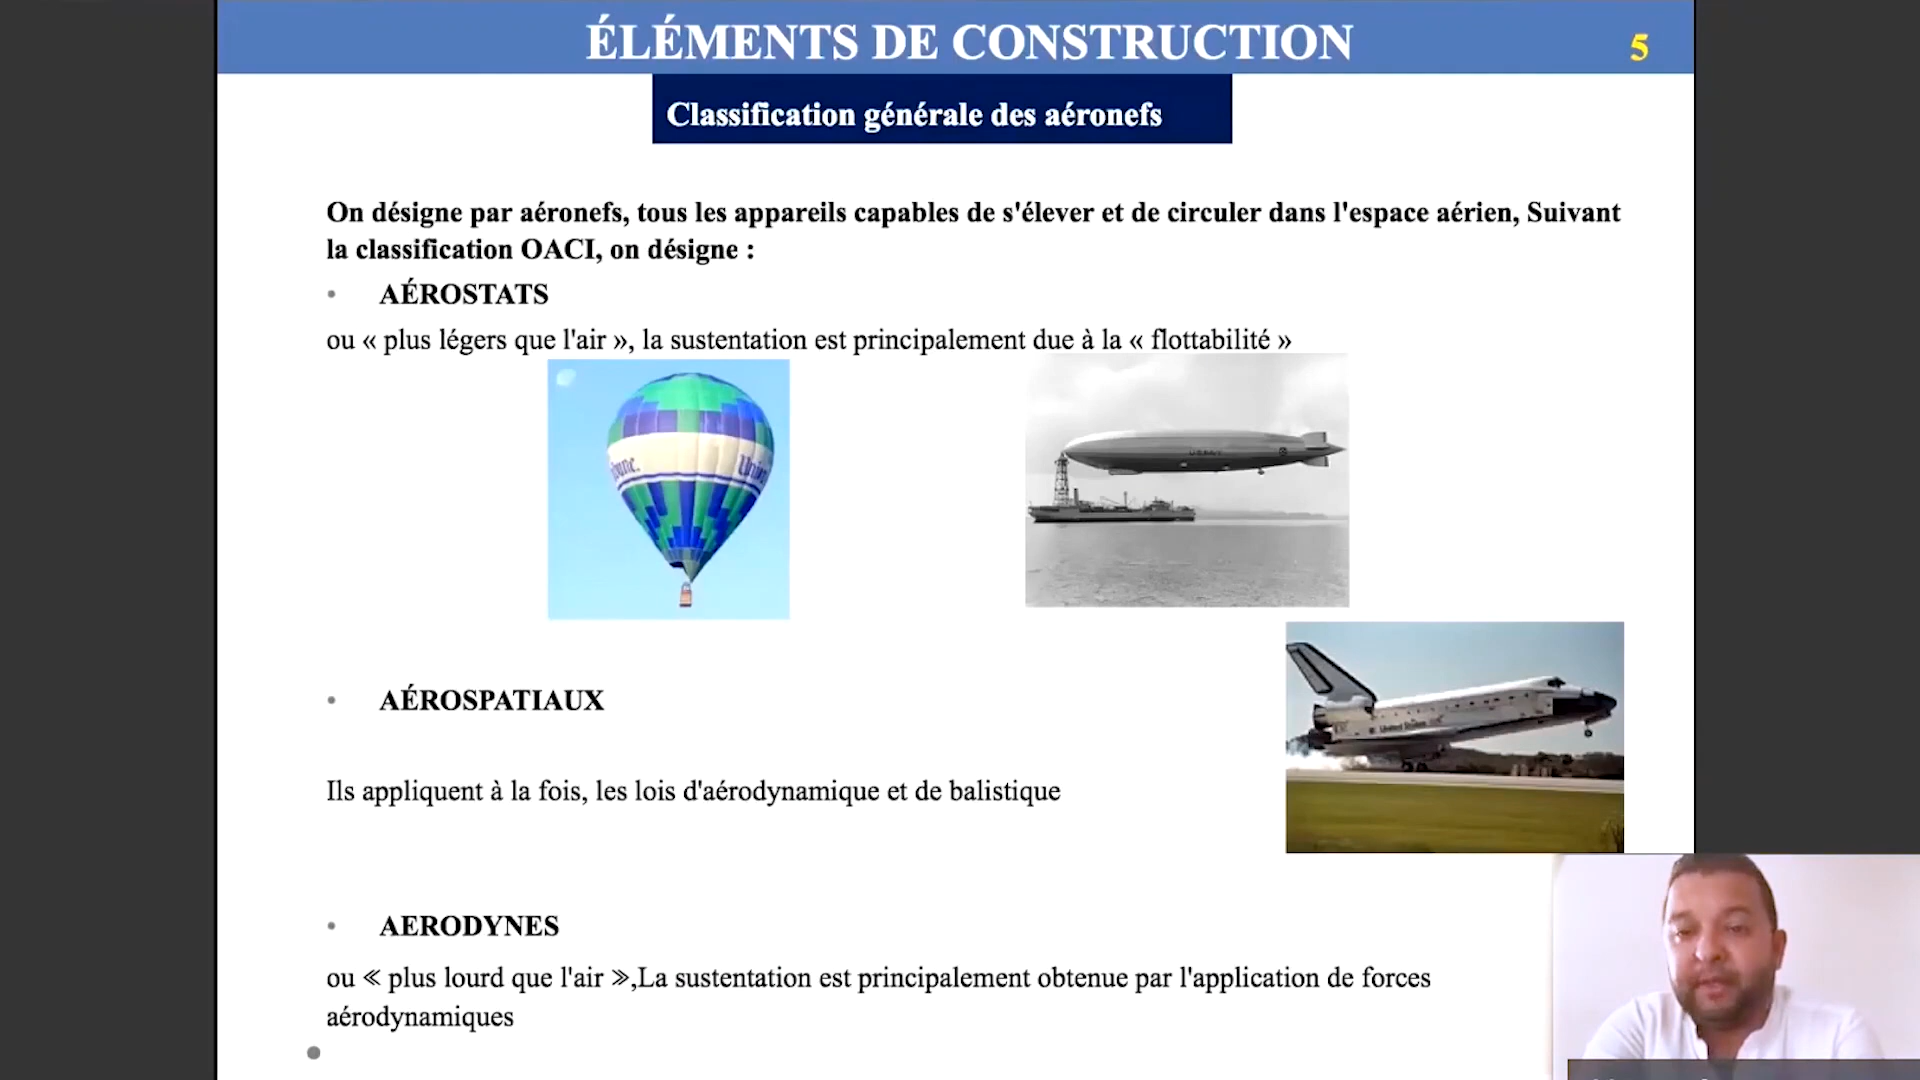 ÉLÉMENTS DE CONSTRUCTION
5
Classification générale des aéronefs
On désigne par aéronefs, tous les appareils capables de s'élever et de circuler dans l'espace aérien, Suivant
la classification OACI, on désigne :
• AÉROSTATS
ou « plus légers que l'air », la sustentation est principalement due à la « flottabilité »
U.S. NAVY
• AÉROSPATIAUX
United States
Ils appliquent à la fois, les lois d'aérodynamique et de balistique
• AERODYNES
ou ≪ plus lourd que l'air ≫,La sustentation est principalement obtenue par l'application de forces
aérodynamiques